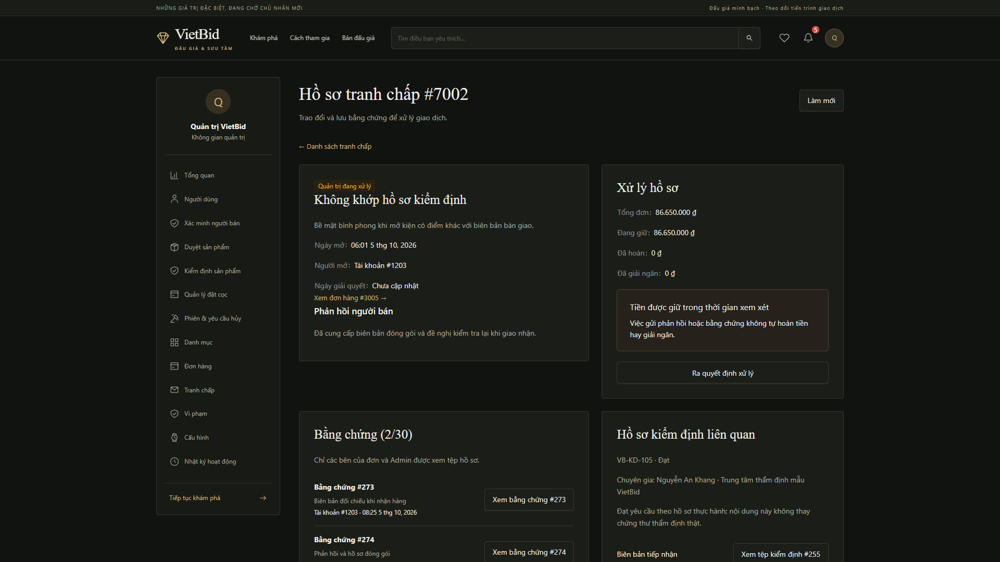 NHỮNG GIÁ TRỊ ĐẶC BIỆT, ĐANG CHỜ CHỦ NHÂN MỚI
Đấu giá minh bạch · Theo dõi tiến trình giao dịch
VietBid
ĐẤU GIÁ & SƯU TẦM
Khám phá
Cách tham gia
Bán đấu giá
Tìm điều bạn yêu thích...
5
Q
Q
Quản trị VietBid
Không gian quản trị
Tổng quan
Người dùng
Xác minh người bán
Duyệt sản phẩm
Kiểm định sản phẩm
Quản lý đặt cọc
Phiên & yêu cầu hủy
Danh mục
Đơn hàng
Tranh chấp
Vi phạm
Cấu hình
Nhật ký hoạt động
Tiếp tục khám phá →
Hồ sơ tranh chấp #7002
Trao đổi và lưu bằng chứng để xử lý giao dịch.
Làm mới
← Danh sách tranh chấp
Quản trị đang xử lý
Không khớp hồ sơ kiểm định
Bề mặt bình phong khi mở kiện có điểm khác với biên bản bàn giao.
Ngày mở: 06:01 5 thg 10, 2026
Người mở: Tài khoản #1203
Ngày giải quyết: Chưa cập nhật
Xem đơn hàng #3005 →
Phản hồi người bán
Đã cung cấp biên bản đóng gói và đề nghị kiểm tra lại khi giao nhận.
Xử lý hồ sơ
Tổng đơn: 86.650.000 ₫
Đang giữ: 86.650.000 ₫
Đã hoàn: 0 ₫
Đã giải ngân: 0 ₫
Tiền được giữ trong thời gian xem xét
Việc gửi phản hồi hoặc bằng chứng không tự hoàn tiền
hay giải ngân.
Ra quyết định xử lý
Bằng chứng (2/30)
Chỉ các bên của đơn và Admin được xem tệp hồ sơ.
Bằng chứng #273
Biên bản đối chiếu khi nhận hàng
Tài khoản #1203 · 08:25 5 thg 10, 2026
Xem bằng chứng #273
Bằng chứng #274
Phản hồi và hồ sơ đóng gói
Xem bằng chứng #274
Hồ sơ kiểm định liên quan
VB-KD-105 · Đạt
Chuyên gia: Nguyễn An Khang · Trung tâm thẩm định mẫu
VietBid
Đạt yêu cầu theo hồ sơ thực hành; nội dung này không thay
chứng thư thẩm định thật.
Biên bản tiếp nhận
Xem tệp kiểm định #255